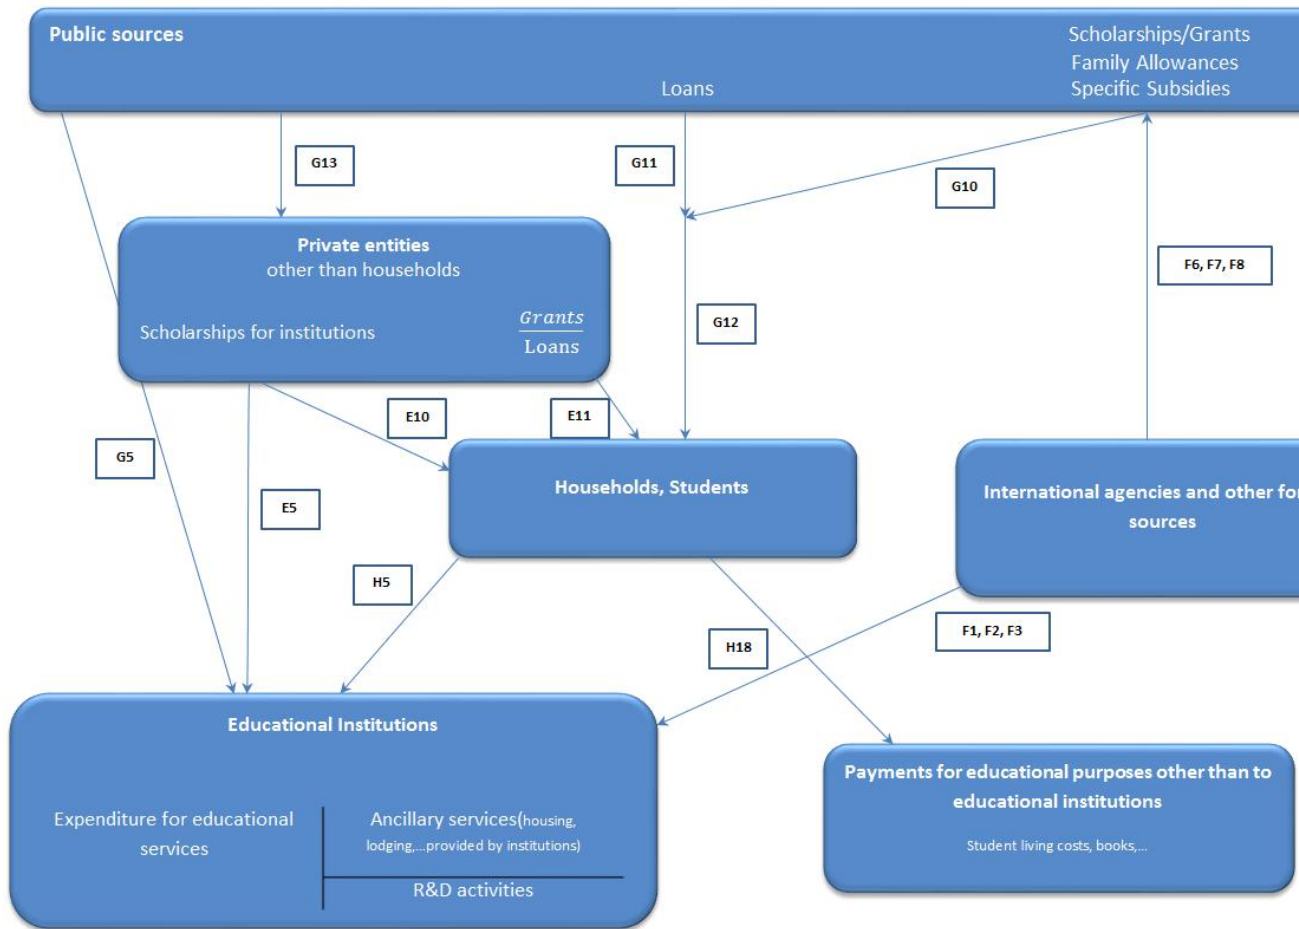 Public sources
Scholarships/Grants
Family Allowances
Loans
Specific Subsidies
G13
G11
G10
Private entities
other than households
F6, F7, F8
Scholarships for institutions
Grants
Loans
G12
E10
E11
G5
Households, Students
International agencies and other
sources
E5
H5
F1, F2, F3
H18
Educational Institutions
Payments for educational purposes other than to
educational institutions
Expenditure for educational
services
Ancillary services(housing,
lodging,...provided by institutions)
Student living costs, books,...
R&D activities